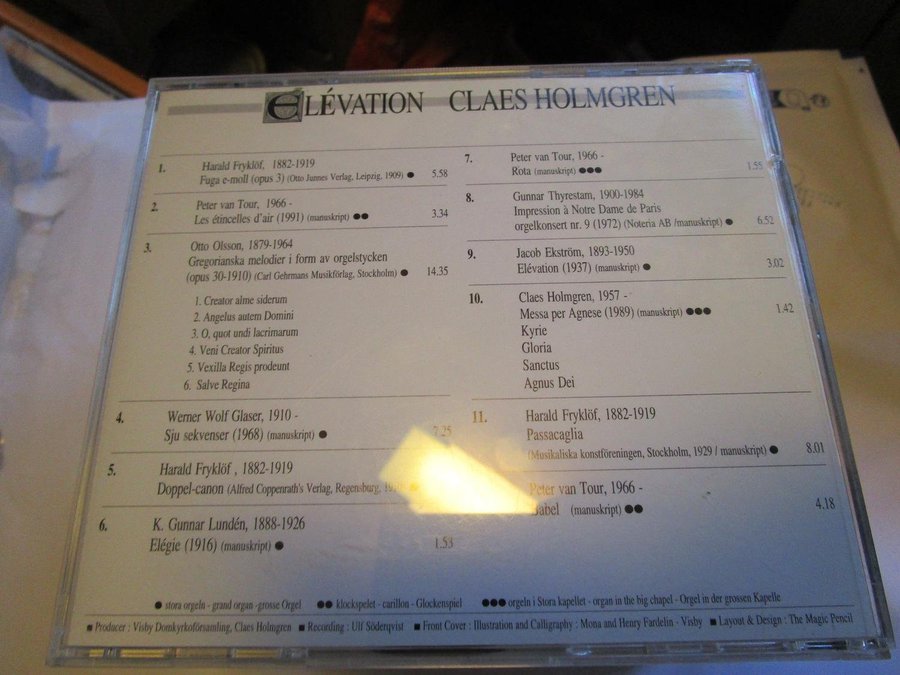 ELÉVATION CLAES HOLMGREN
1. Harald Fryklöf, 1882-1919
Fuga e-moll (opus 3) (Otto Junnes Verlag, Leipzig, 1909) ● 5.58
2. Peter van Tour, 1966 -
Les étincelles d'air (1991) (manuskript) ●● 3.34
3. Otto Olsson, 1879-1964
Gregorianska melodier i form av orgelstycken
(opus 30-1910) (Carl Gehrmans Musikförlag, Stockholm) ● 14.35
1. Creator alme siderum
2. Angelus autem Domini
3. O, quot undi lacrimarum
4. Veni Creator Spiritus
5. Vexilla Regis prodeunt
6. Salve Regina
4. Werner Wolf Glaser, 1910 -
Sju sekvenser (1968) (manuskript) ● 7.25
5. Harald Fryklöf , 1882-1919
Doppel-canon (Alfred Coppenrath's Verlag, Regensburg,
6. K. Gunnar Lundén, 1888-1926
Elégie (1916) (manuskript) ● 1.53
7. Peter van Tour, 1966 -
Rota (manuskript) ●●● 1.55
8. Gunnar Thyrestam, 1900-1984
Impression à Notre Dame de Paris
orgelkonsert nr. 9 (1972) (Noteria AB /manuskript) ● 6.52
9. Jacob Ekström, 1893-1950
Elévation (1937) (manuskript) ● 3.02
10. Claes Holmgren, 1957 -
Messa per Agnese (1989) (manuskript) ●●● 1.42
Kyrie
Gloria
Sanctus
Agnus Dei
11. Harald Fryklöf, 1882-1919
Passacaglia
(Musikaliska konstföreningen, Stockholm, 1929 / manuskript) ● 8.01
Peter van Tour, 1966 -
Babel (manuskript) ●● 4.18
● stora orgeln - grand organ -grosse Orgel ●● klockspelet - carillon - Glockenspiel ●●● orgeln i Stora kapellet - organ in the big chapel - Orgel in der grossen Kapelle
■ Producer : Visby Domkyrkoförsamling, Claes Holmgren ■ Recording : Ulf Söderqvist ■ Front Cover : Illustration and Calligraphy : Mona and Henry Fardelin - Visby ■ Layout & Design : The Magic Pencil